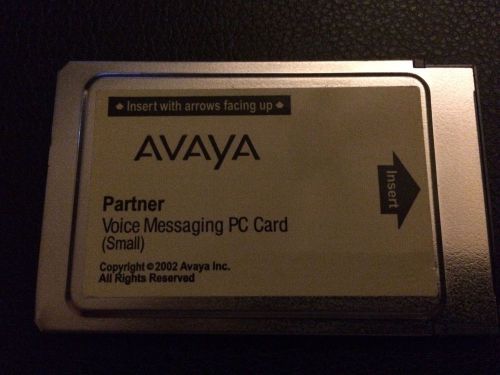 Insert with arrows facing up
AVAYA
Insert
Partner
Voice Messaging PC Card
(Small)
Copyright © 2002 Avaya Inc.
All Rights Reserved